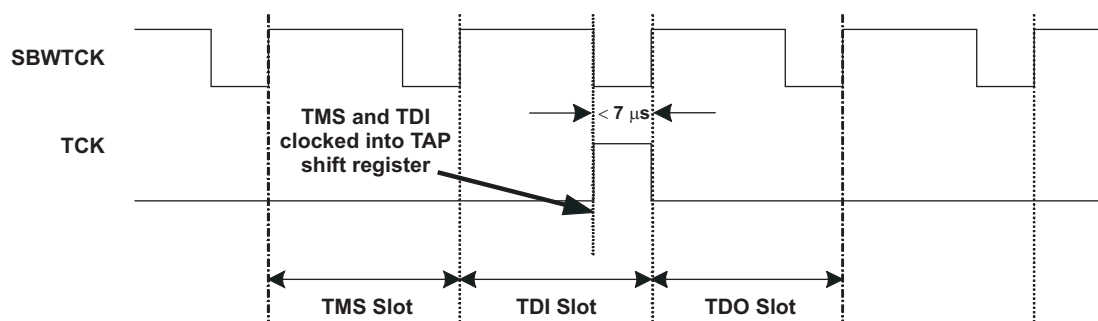 SBWTCK
< 7 μs
TMS and TDI
clocked into TAP
shift register
TCK
TMS Slot
TDI Slot
TDO Slot